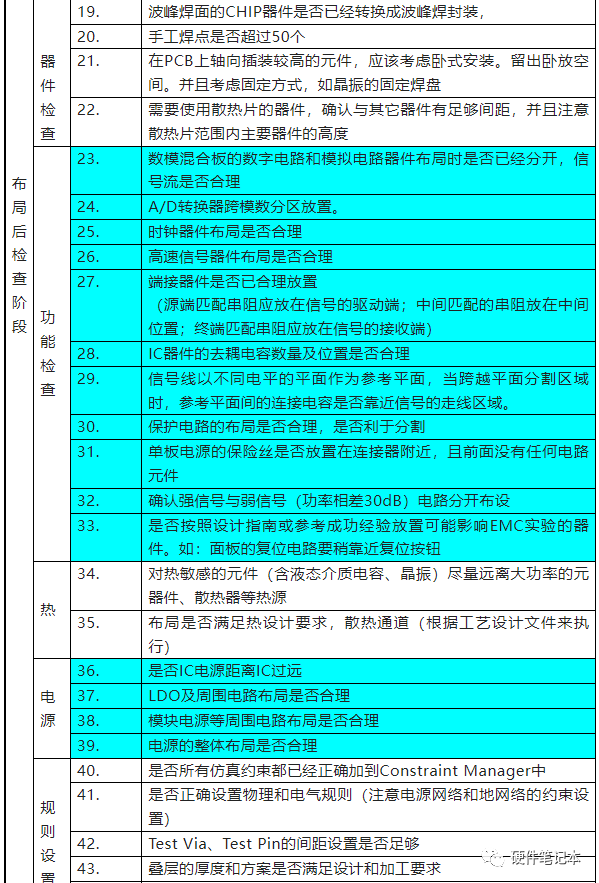 布局后检查阶段
器件检查
19. 波峰焊面的CHIP器件是否已经转换成波峰焊封装，
20. 手工焊点是否超过50个
21. 在PCB上轴向插装较高的元件，应该考虑卧式安装。留出卧放空
间。并且考虑固定方式，如晶振的固定焊盘
22. 需要使用散热片的器件，确认与其它器件有足够间距，并且注意
散热片范围内主要器件的高度
功能检查
23. 数模混合板的数字电路和模拟电路器件布局时是否已经分开，信
号流是否合理
24. A/D转换器跨模数分区放置。
25. 时钟器件布局是否合理
26. 高速信号器件布局是否合理
27. 端接器件是否已合理放置
（源端匹配串阻应放在信号的驱动端；中间匹配的串阻放在中间
位置；终端匹配串阻应放在信号的接收端）
28. IC器件的去耦电容数量及位置是否合理
29. 信号线以不同电平的平面作为参考平面，当跨越平面分割区域
时，参考平面间的连接电容是否靠近信号的走线区域。
30. 保护电路的布局是否合理，是否利于分割
31. 单板电源的保险丝是否放置在连接器附近，且前面没有任何电路
元件
32. 确认强信号与弱信号（功率相差30dB）电路分开布设
33. 是否按照设计指南或参考成功经验放置可能影响EMC实验的器
件。如：面板的复位电路要稍靠近复位按钮
热
34. 对热敏感的元件（含液态介质电容、晶振）尽量远离大功率的元
器件、散热器等热源
35. 布局是否满足热设计要求，散热通道（根据工艺设计文件来执
行）
电源
36. 是否IC电源距离IC过远
37. LDO及周围电路布局是否合理
38. 模块电源等周围电路布局是否合理
39. 电源的整体布局是否合理
规则设置
40. 是否所有仿真约束都已经正确加到Constraint Manager中
41. 是否正确设置物理和电气规则（注意电源网络和地网络的约束设
置）
42. Test Via、Test Pin的间距设置是否足够
43. 叠层的厚度和方案是否满足设计和加工要求
硬件笔记本